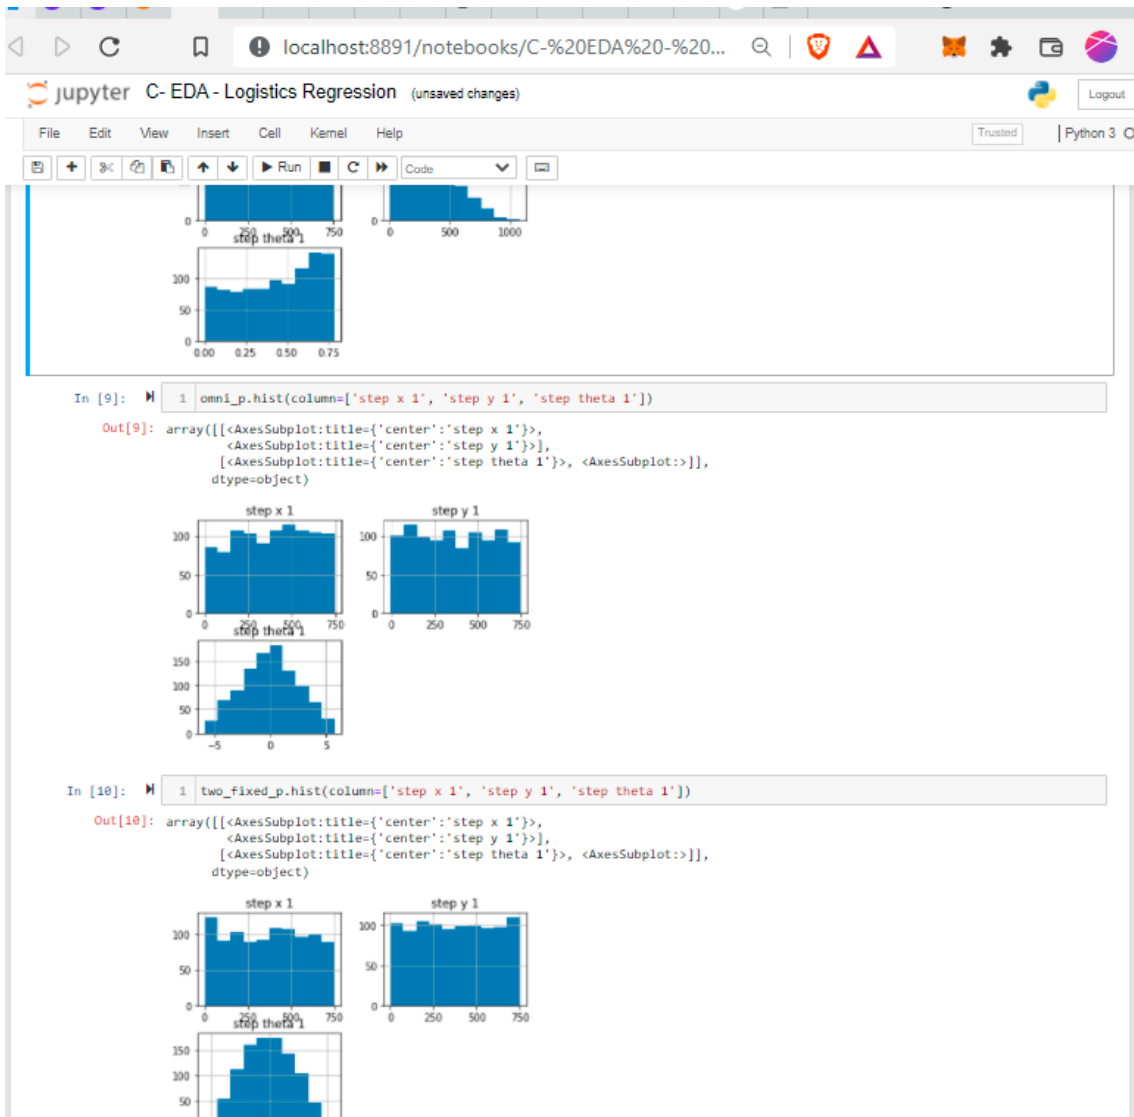 localhost:8891/notebooks/C-%20EDA%20-%20...
jupyter C- EDA - Logistics Regression (unsaved changes)
Logout
File Edit View Insert Cell Kernel Help
Trusted
Python 3
Run
Code
0
0 250 500 750
0
0 500 1000
step theta 1
100
50
0
0.00 0.25 0.50 0.75
In [9]:
1 omni_p.hist(column=['step x 1', 'step y 1', 'step theta 1'])
Out[9]: array([[<AxesSubplot:title={'center':'step x 1'}>,
<AxesSubplot:title={'center':'step y 1'}>],
[<AxesSubplot:title={'center':'step theta 1'}>, <AxesSubplot:>]],
dtype=object)
step x 1
100
50
0
0 250 500 750
step y 1
100
50
0
0 250 500 750
step theta 1
150
100
50
0
-5 0 5
In [10]:
1 two_fixed_p.hist(column=['step x 1', 'step y 1', 'step theta 1'])
Out[10]: array([[<AxesSubplot:title={'center':'step x 1'}>,
<AxesSubplot:title={'center':'step y 1'}>],
[<AxesSubplot:title={'center':'step theta 1'}>, <AxesSubplot:>]],
dtype=object)
step x 1
100
50
0
0 250 500 750
step y 1
100
50
0
0 250 500 750
step theta 1
150
100
50